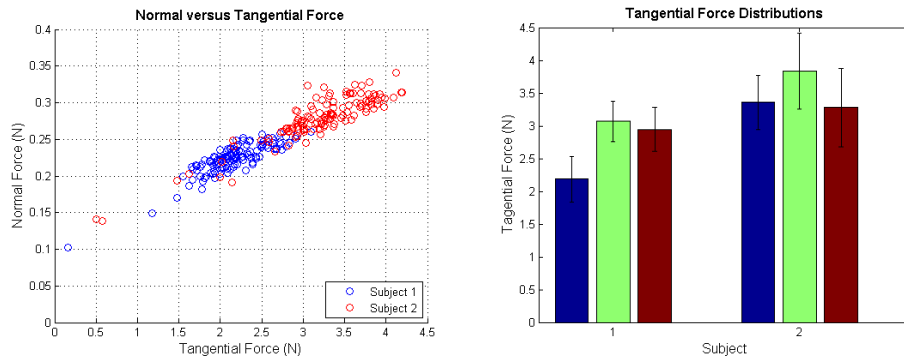 Normal versus Tangential Force
0.4
0.35
0.3
0.25
0.2
0.15
0.1
0.05
0
Normal Force (N)
0 0.5 1 1.5 2 2.5 3 3.5 4 4.5
Tangential Force (N)
Subject 1
Subject 2
Tangential Force Distributions
4.5
4
3.5
3
2.5
2
1.5
1
0.5
0
Tagential Force (N)
1 2
Subject